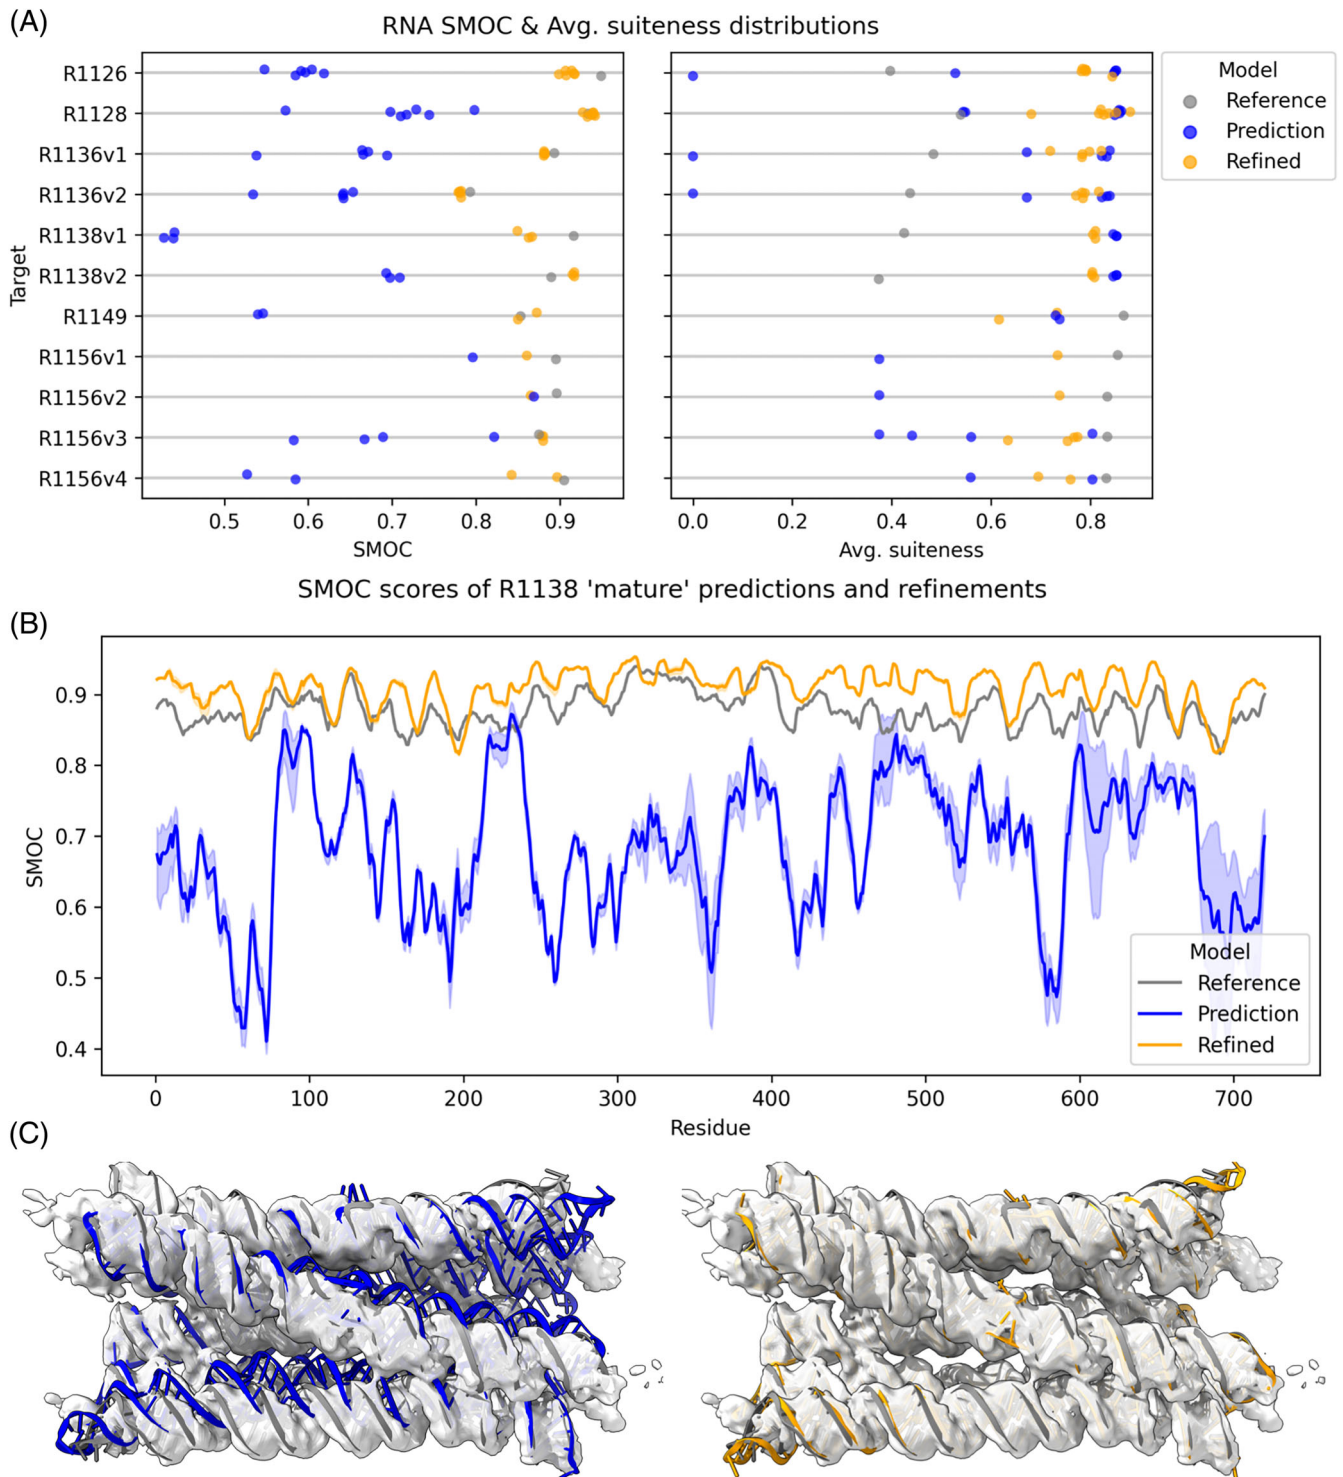 (A)
RNA SMOC & Avg. suiteness distributions
R1126
R1128
R1136v1
R1136v2
R1138v1
R1138v2
R1149
R1156v1
R1156v2
R1156v3
R1156v4
Target
0.5 0.6 0.7 0.8 0.9
SMOC
0.0 0.2 0.4 0.6 0.8
Avg. suiteness
Model
Reference
Prediction
Refined
SMOC scores of R1138 'mature' predictions and refinements
(B)
0.9
0.8
0.7
0.6
0.5
0.4
SMOC
Model
Reference
Prediction
Refined
0 100 200 300 400 500 600 700
Residue
(C)